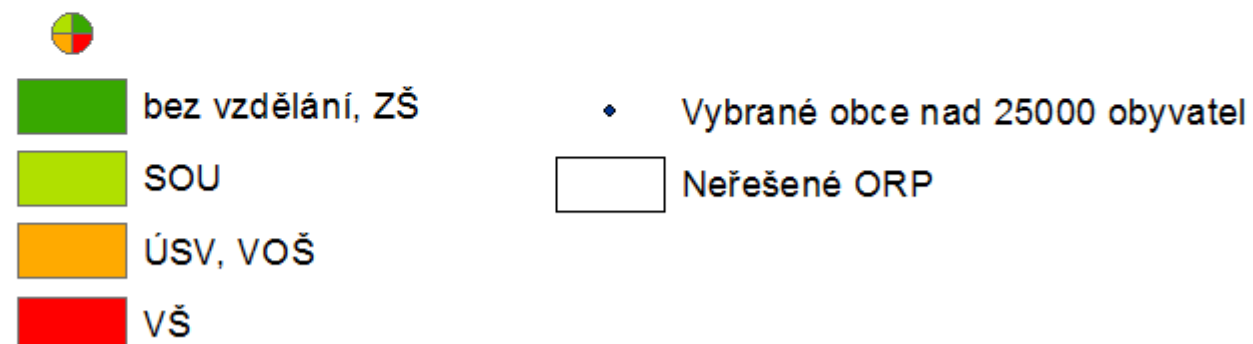 bez vzdělání, ZŠ
SOU
ÚSV, VOŠ
VŠ
Vybrané obce nad 25000 obyvatel
Neřešené ORP